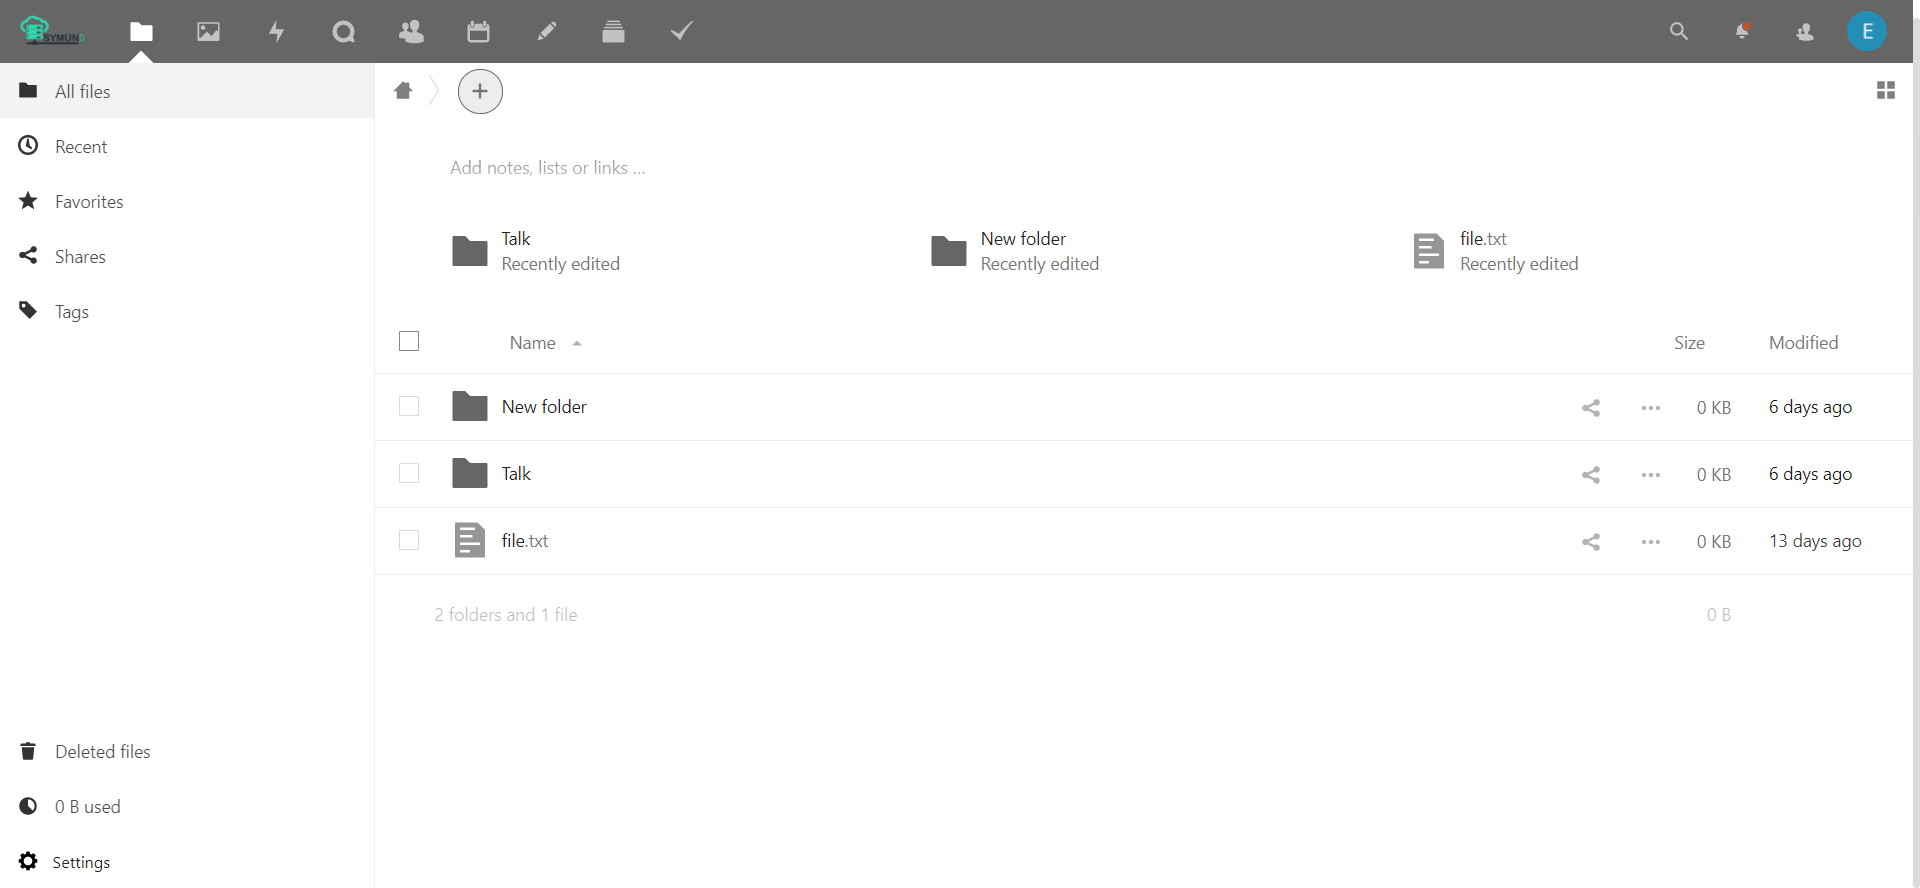 SYMUN
E
All files
Recent
Favorites
Shares
Tags
Add notes, lists or links ...
Talk
Recently edited
New folder
Recently edited
file.txt
Recently edited
Name
Size
Modified
New folder
0 KB
6 days ago
Talk
0 KB
6 days ago
file.txt
0 KB
13 days ago
2 folders and 1 file
0 B
Deleted files
0 B used
Settings